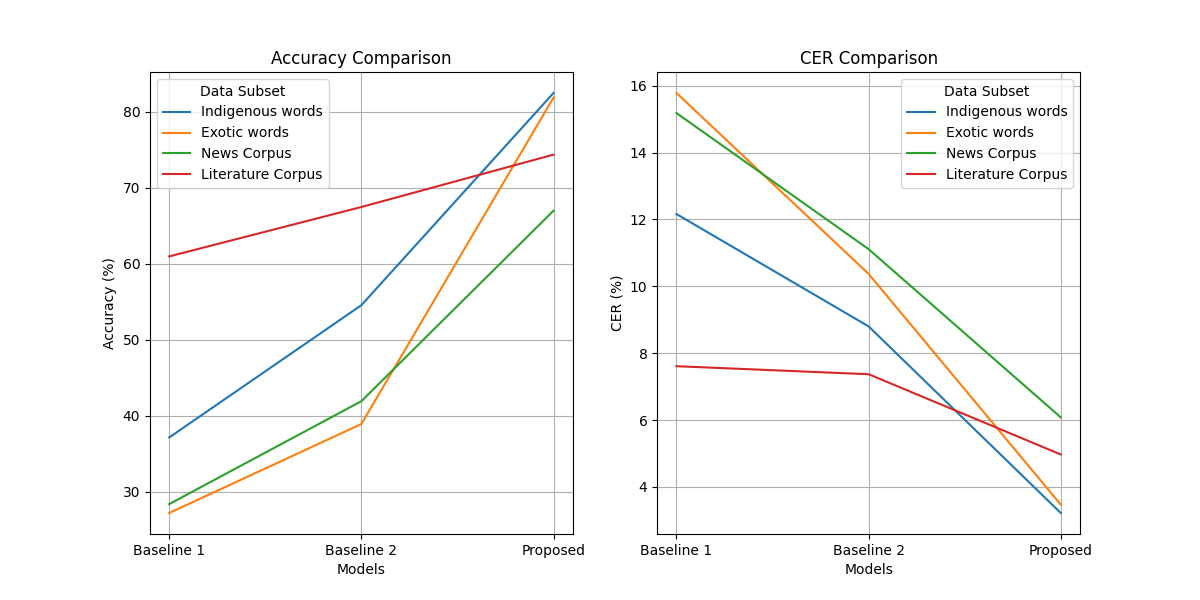 Accuracy Comparison
Accuracy (%)
80
70
60
50
40
30
Data Subset
Indigenous words
Exotic words
News Corpus
Literature Corpus
Baseline 1 Baseline 2 Proposed
Models
CER Comparison
CER (%)
16
14
12
10
8
6
4
Data Subset
Indigenous words
Exotic words
News Corpus
Literature Corpus
Baseline 1 Baseline 2 Proposed
Models